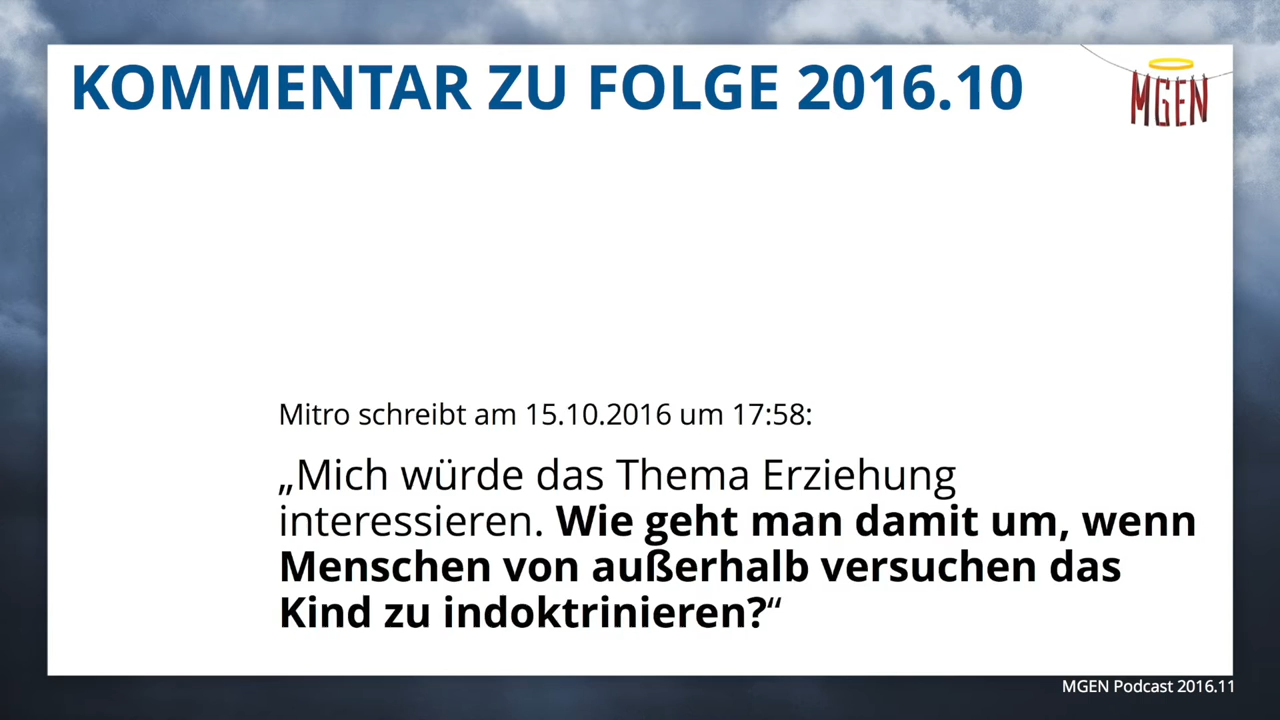 KOMMENTAR ZU FOLGE 2016.10
MGEN
Mitro schreibt am 15.10.2016 um 17:58:
„Mich würde das Thema Erziehung
interessieren. Wie geht man damit um, wenn
Menschen von außerhalb versuchen das
Kind zu indoktrinieren?“
MGEN Podcast 2016.11